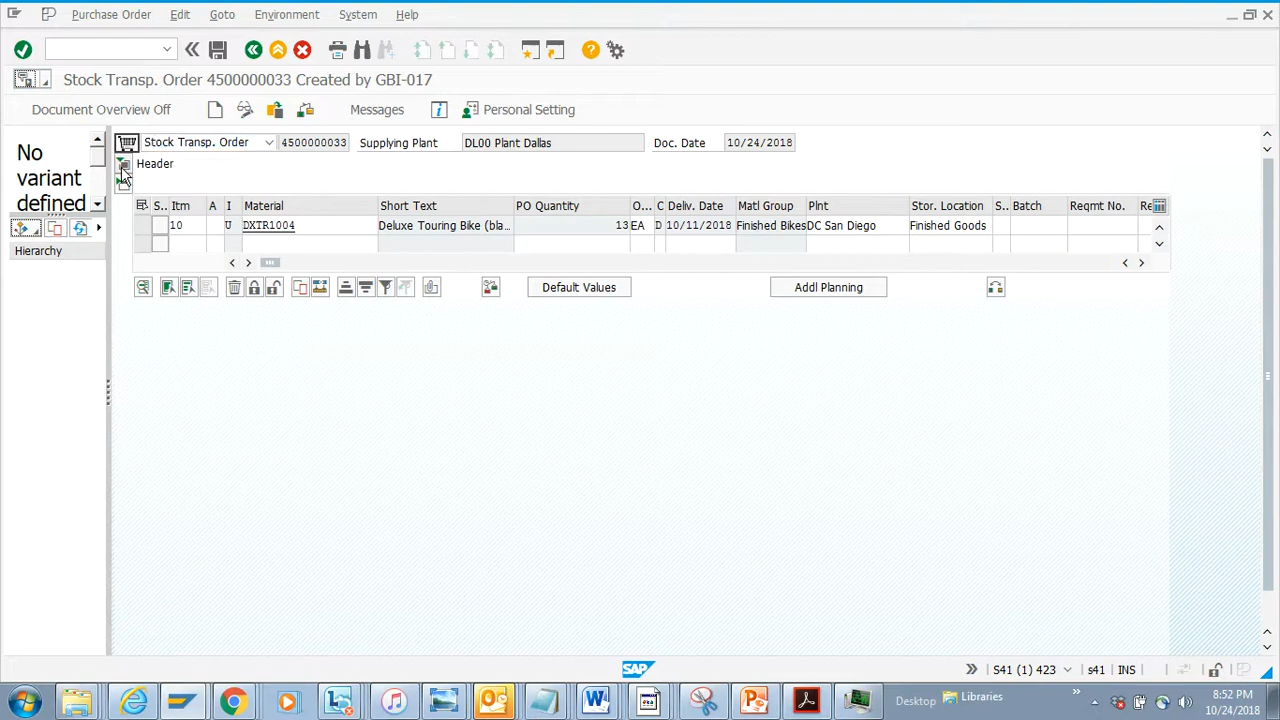 Purchase Order Edit Goto Environment System Help
Stock Transp. Order 4500000033 Created by GBI-017
Document Overview Off Messages Personal Setting
No
variant
defined
Stock Transp. Order 4500000033 Supplying Plant DL00 Plant Dallas Doc. Date 10/24/2018
Header
S.. Itm A I Material Short Text PO Quantity O... C Deliv. Date Matl Group Plnt Stor. Location S.. Batch Reqmt No. Re
10 U DXTR1004 Deluxe Touring Bike (bla... 13 EA D 10/11/2018 Finished Bikes DC San Diego Finished Goods
Hierarchy
Default Values Addl Planning
SAP S41 (1) 423 s41 INS
Desktop Libraries
8:52 PM
10/24/2018